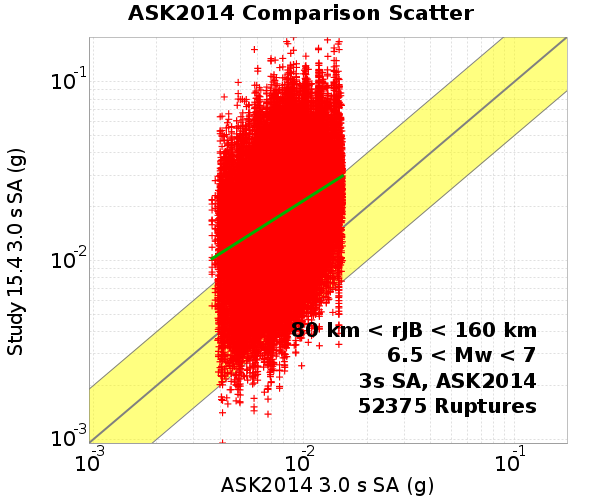 ASK2014 Comparison Scatter
Study 15.4 3.0 s SA (g)
10-1
10-2
10-3
80 km < rJB < 160 km
6.5 < Mw < 7
3s SA, ASK2014
52375 Ruptures
10-3 10-2 10-1
ASK2014 3.0 s SA (g)